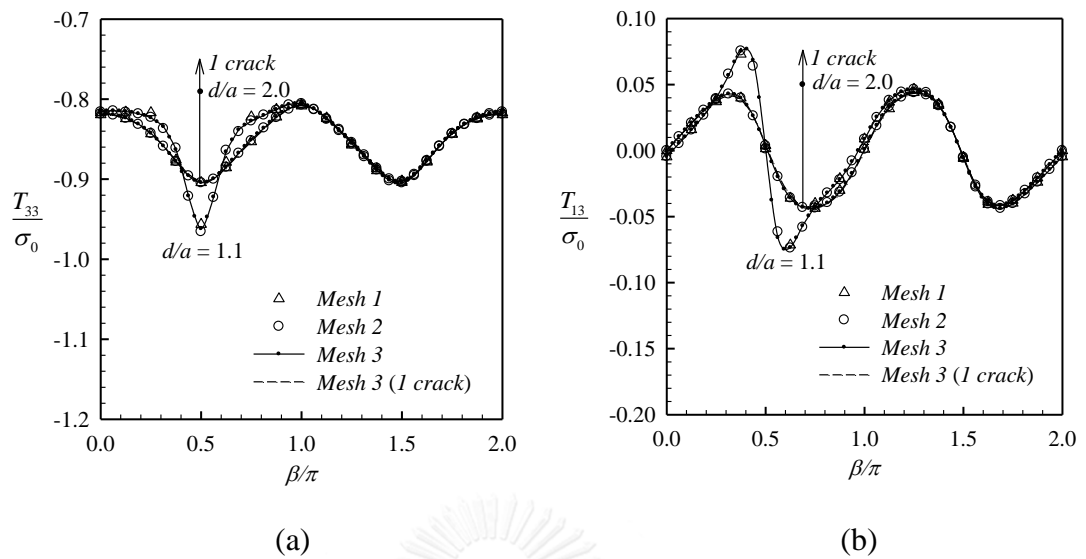 -0.7
-0.8
-0.9
-1.0
-1.1
-1.2
T33
σ0
1 crack
d/a = 2.0
d/a = 1.1
Mesh 1
Mesh 2
Mesh 3
Mesh 3 (1 crack)
0.0 0.5 1.0 1.5 2.0
β/π
(a)
0.10
0.05
0.00
-0.05
-0.10
-0.15
-0.20
T13
σ0
1 crack
d/a = 2.0
d/a = 1.1
Mesh 1
Mesh 2
Mesh 3
Mesh 3 (1 crack)
0.0 0.5 1.0 1.5 2.0
β/π
(b)